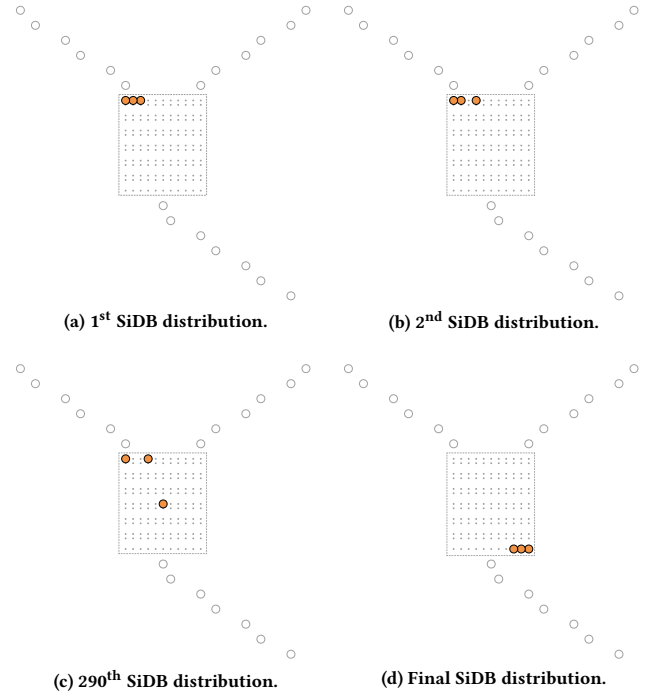 (a) 1st SiDB distribution.
(b) 2nd SiDB distribution.
(c) 290th SiDB distribution.
(d) Final SiDB distribution.